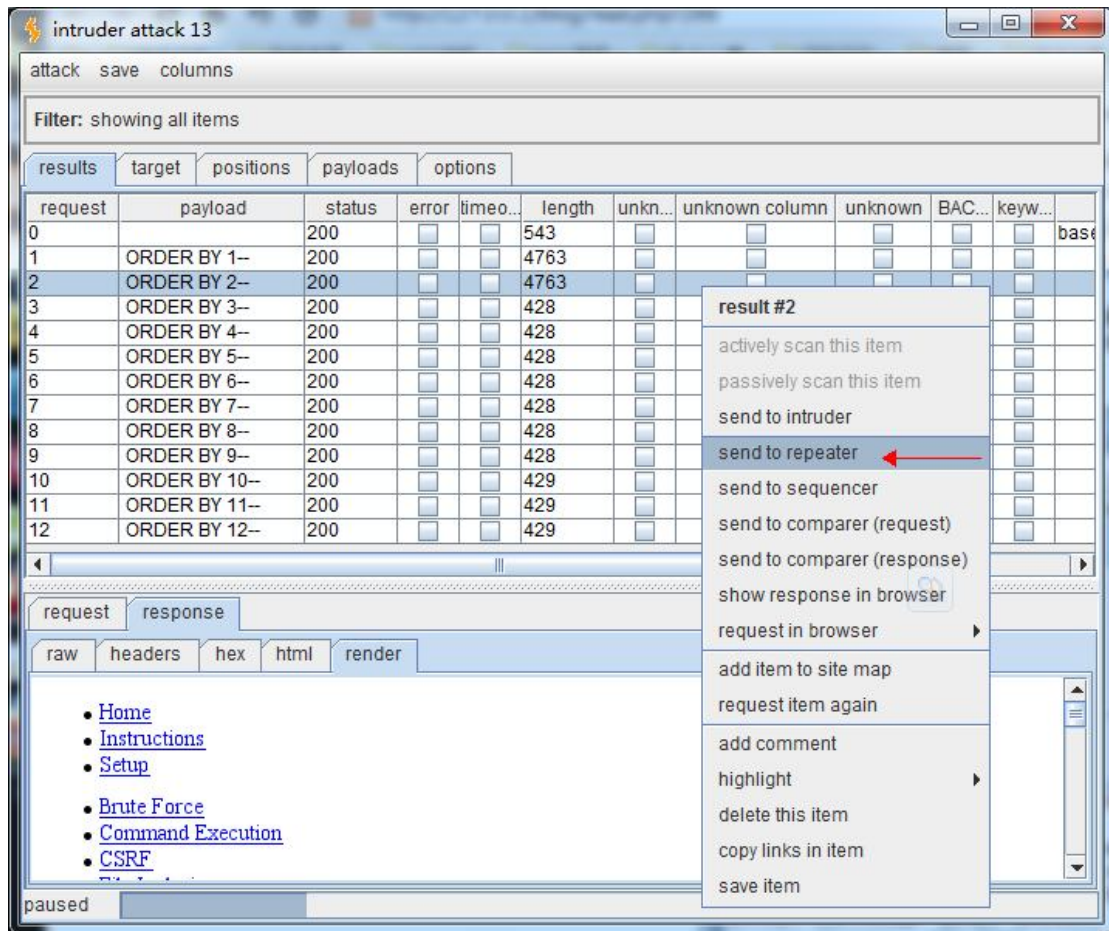 intruder attack 13
attack save columns
Filter: showing all items
results target positions payloads options
request payload status error timeo... length unkn... unknown column unknown BAC... keyw...
0 200 543 base
1 ORDER BY 1-- 200 4763
2 ORDER BY 2-- 200 4763
3 ORDER BY 3-- 200 428
4 ORDER BY 4-- 200 428
5 ORDER BY 5-- 200 428
6 ORDER BY 6-- 200 428
7 ORDER BY 7-- 200 428
8 ORDER BY 8-- 200 428
9 ORDER BY 9-- 200 428
10 ORDER BY 10-- 200 429
11 ORDER BY 11-- 200 429
12 ORDER BY 12-- 200 429
result #2
actively scan this item
passively scan this item
send to intruder
send to repeater
send to sequencer
send to comparer (request)
send to comparer (response)
show response in browser
request in browser
add item to site map
request item again
add comment
highlight
delete this item
copy links in item
save item
request response
raw headers hex html render
Home
Instructions
Setup
Brute Force
Command Execution
CSRF
paused